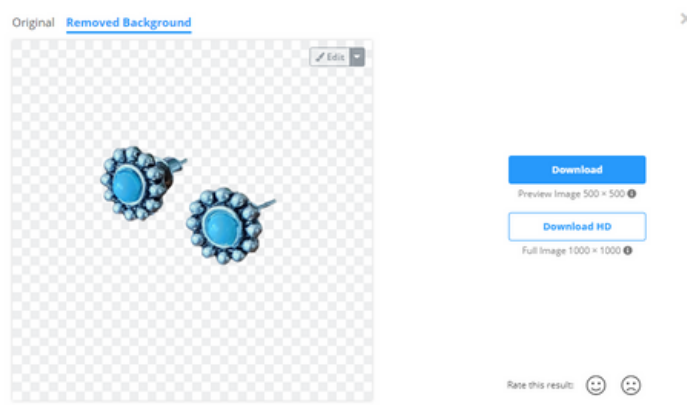 Original Removed Background
Edit
Download
Preview Image 500 × 500
Download HD
Full Image 1000 × 1000
Rate this result: